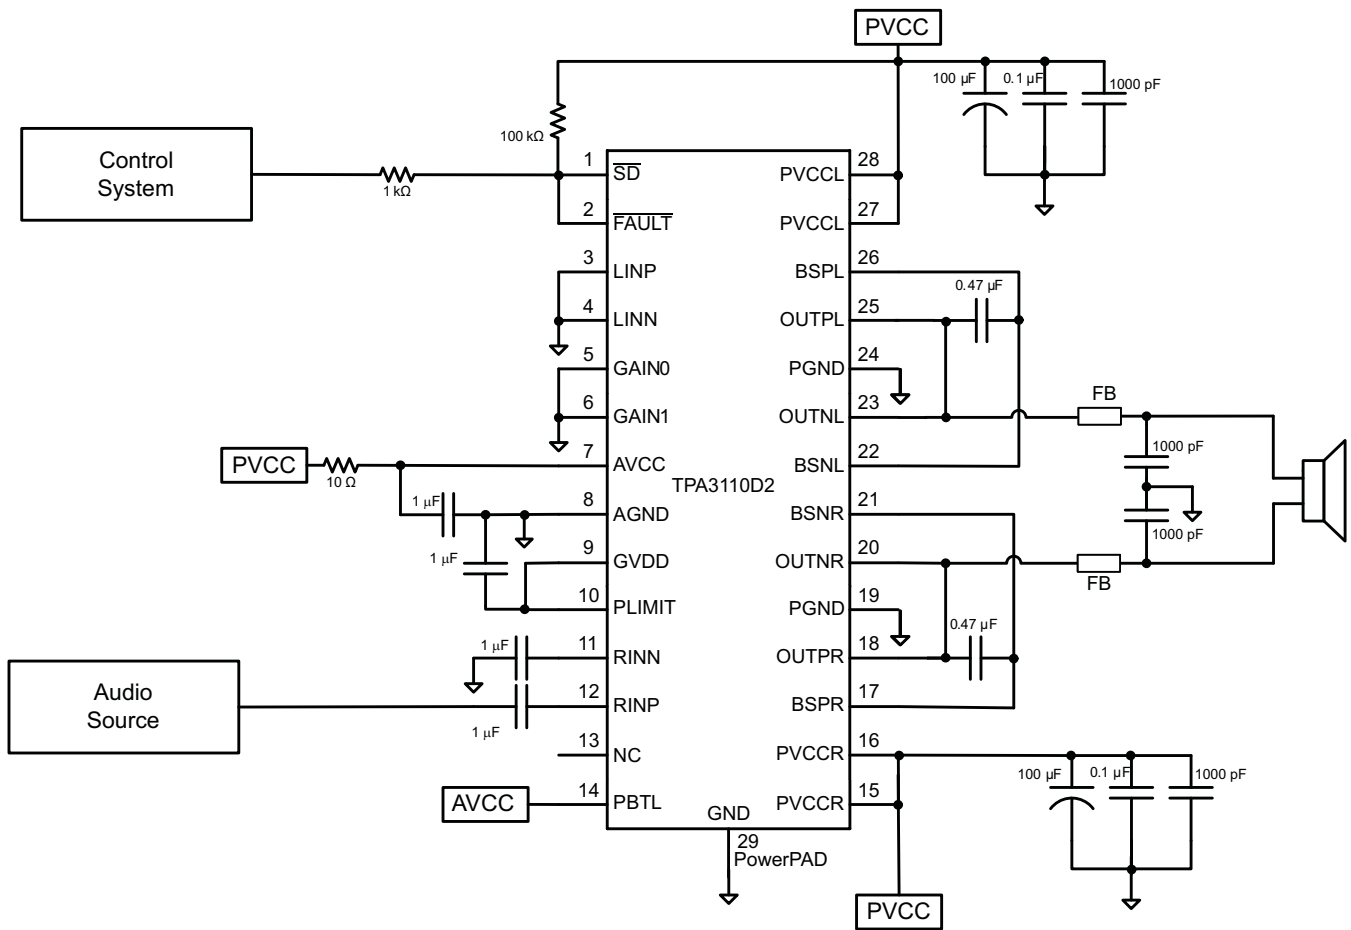 PVCC
100 µF
0.1 µF
1000 pF
100 kΩ
Control
System
1 kΩ
1
SD
2
FAULT
3
LINP
4
LINN
5
GAIN0
6
GAIN1
7
AVCC
8
AGND
9
GVDD
10
PLIMIT
11
RINN
12
RINP
13
NC
14
PBTL
28
PVCCL
27
PVCCL
26
BSPL
25
OUTPL
24
PGND
23
OUTNL
22
BSNL
21
BSNR
20
OUTNR
19
PGND
18
OUTPR
17
BSPR
16
PVCCR
15
PVCCR
TPA3110D2
GND
29
PowerPAD
PVCC
10 Ω
1 µF
1 µF
1 µF
1 µF
Audio
Source
AVCC
0.47 µF
FB
1000 pF
1000 pF
FB
0.47 µF
100 µF
0.1 µF
1000 pF
PVCC